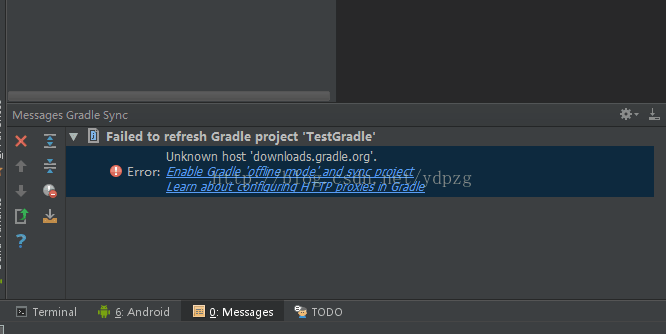 Messages Gradle Sync
Failed to refresh Gradle project 'TestGradle'
Unknown host 'downloads.gradle.org'.
Error: Enable Gradle 'offline mode' and sync project
http://blog.csdn.net/ydpzg
Learn about configuring HTTP proxies in Gradle
Terminal 6: Android 0: Messages TODO